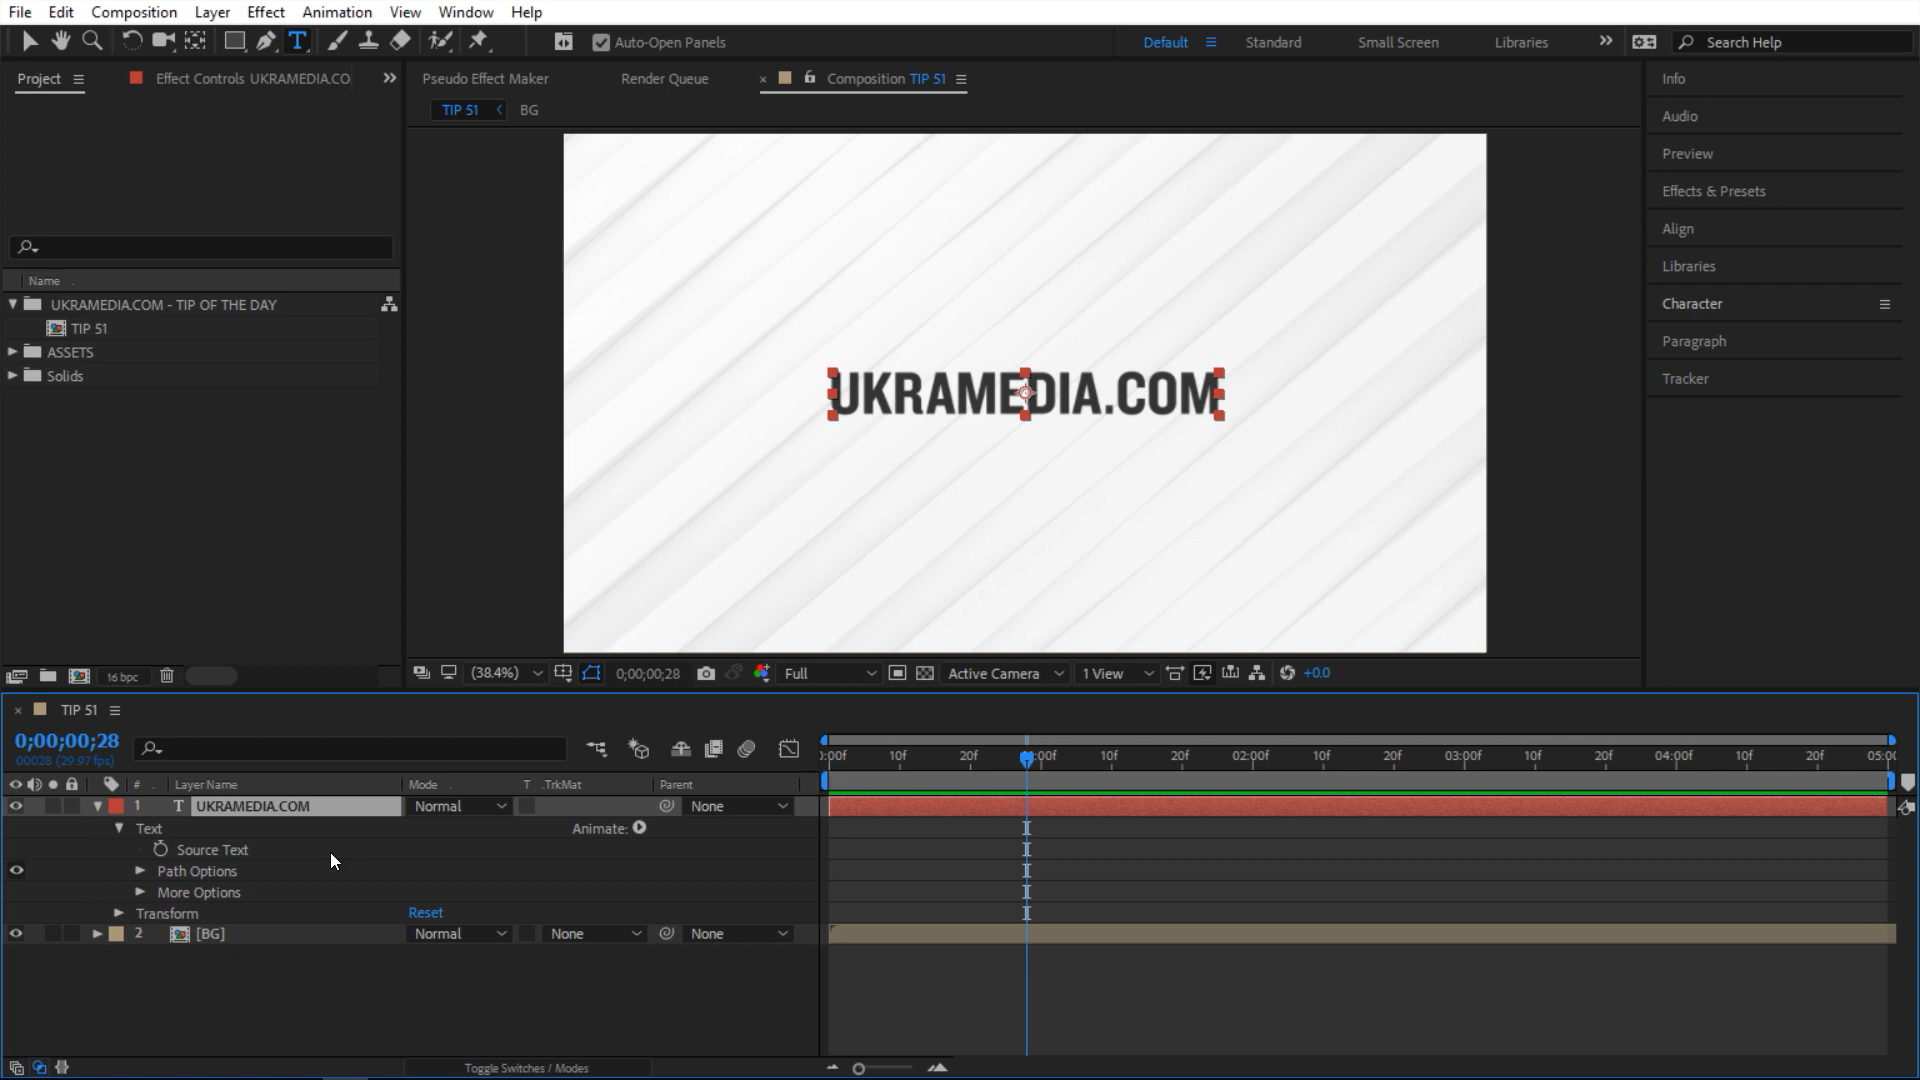 File Edit Composition Layer Effect Animation View Window Help
Auto-Open Panels
Default Standard Small Screen Libraries Search Help
Project Effect Controls UKRAMEDIA.CO
Pseudo Effect Maker Render Queue Composition TIP 51
TIP 51 BG
Name
UKRAMEDIA.COM - TIP OF THE DAY
TIP 51
ASSETS
Solids
UKRAMEDIA.COM
Info
Audio
Preview
Effects & Presets
Align
Libraries
Character
Paragraph
Tracker
16 bpc
(38.4%) 0;00;00;28 Full Active Camera 1 View +0.0
TIP 51
0;00;00;28
00028 (29.97 fps)
# Layer Name Mode T .TrkMat Parent
:00f 10f 20f :00f 10f 20f 02:00f 10f 20f 03:00f 10f 20f 04:00f 10f 20f 05:00
1 T UKRAMEDIA.COM Normal None
Text Animate:
Source Text
Path Options
More Options
Transform Reset
2 [BG] Normal None None
Toggle Switches / Modes